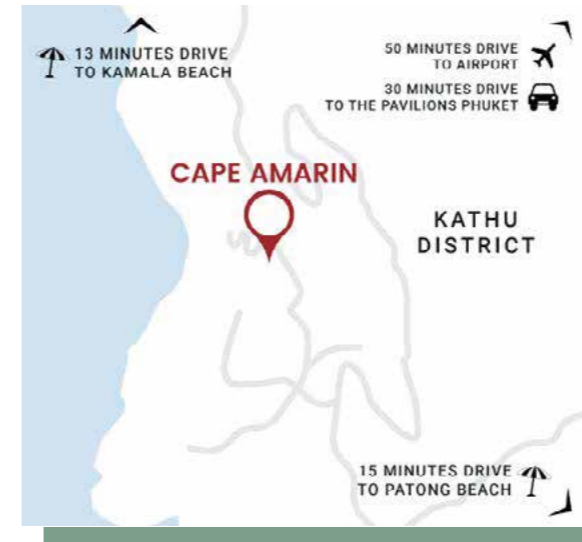 13 MINUTES DRIVE
TO KAMALA BEACH
50 MINUTES DRIVE
TO AIRPORT
30 MINUTES DRIVE
TO THE PAVILIONS PHUKET
CAPE AMARIN
KATHU
DISTRICT
15 MINUTES DRIVE
TO PATONG BEACH